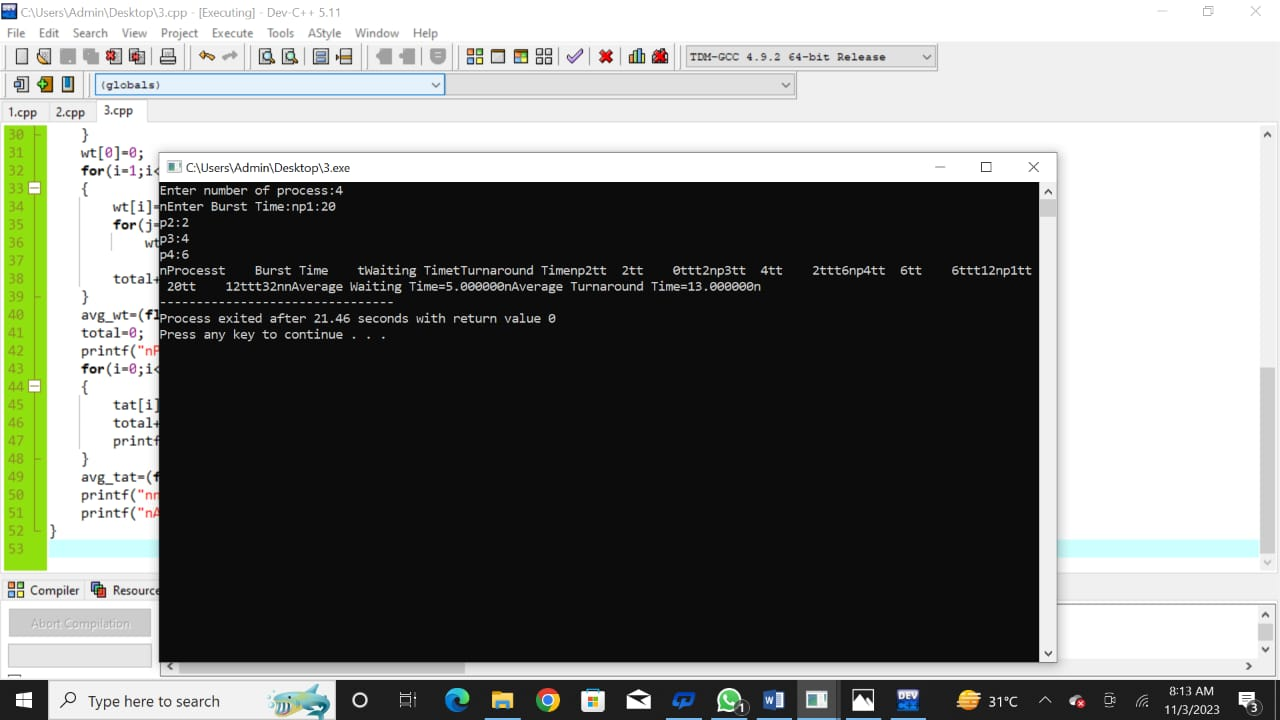 C:\Users\Admin\Desktop\3.cpp - [Executing] - Dev-C++ 5.11
File Edit Search View Project Execute Tools AStyle Window Help
TDM-GCC 4.9.2 64-bit Release
(globals)
1.cpp 2.cpp 3.cpp
30 }
31 wt[0]=0;
32 for(i=1;i<
33 {
34 wt[i]=
35 for(j=
36 wt
37
38 total+
39 }
40 avg_wt=(fl
41 total=0;
42 printf("nP
43 for(i=0;i<
44 {
45 tat[i]
46 total+
47 printf
48 }
49 avg_tat=(f
50 printf("nn
51 printf("nA
52 }
53
C:\Users\Admin\Desktop\3.exe
Enter number of process:4
nEnter Burst Time:np1:20
p2:2
p3:4
p4:6
nProcesst    Burst Time    tWaiting TimetTurnaround Timenp2tt  2tt    0ttt2np3tt  4tt    2ttt6np4tt  6tt    6ttt12np1tt
20tt    12ttt32nnAverage Waiting Time=5.000000nAverage Turnaround Time=13.000000n
--------------------------------
Process exited after 21.46 seconds with return value 0
Press any key to continue . . .
Compiler Resource
Abort Compilation
Type here to search
DEV
31°C
8:13 AM
11/3/2023
1
3